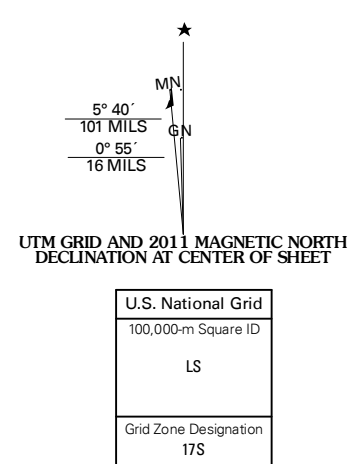 ★
MN
5° 40´
101 MILS
GN
0° 55´
16 MILS
UTM GRID AND 2011 MAGNETIC NORTH
DECLINATION AT CENTER OF SHEET
U.S. National Grid
100,000-m Square ID
LS
Grid Zone Designation
17S